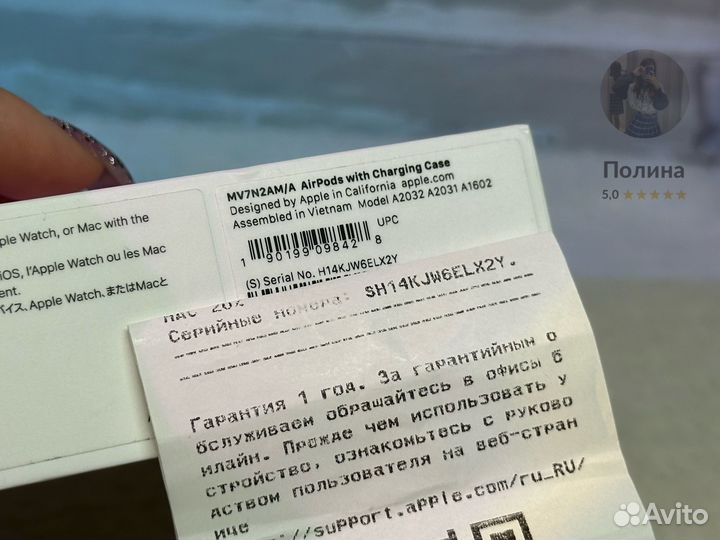 Полина
5,0 ★★★★★
MV7N2AM/A AirPods with Charging Case
Designed by Apple in California apple.com
Assembled in Vietnam Model A2032 A2031 A1602
UPC
1 90199 09842 8
(S) Serial No. H14KJW6ELX2Y
ple Watch, or Mac with the
iOS, l'Apple Watch ou les Mac
ent.
バイス、Apple Watch、またはMacと
НДС 20%
Серийные номера: SH14KJW6ELX2Y.
Гарантия 1 год. За гарантийнын о
бслуживаем обращайтесь в офисы б
илайн. Прежде чем использовать у
стройство, ознакомьтесь с руково
дством пользователя на веб-стран
ице
://support.apple.com/ru_RU/
Avito